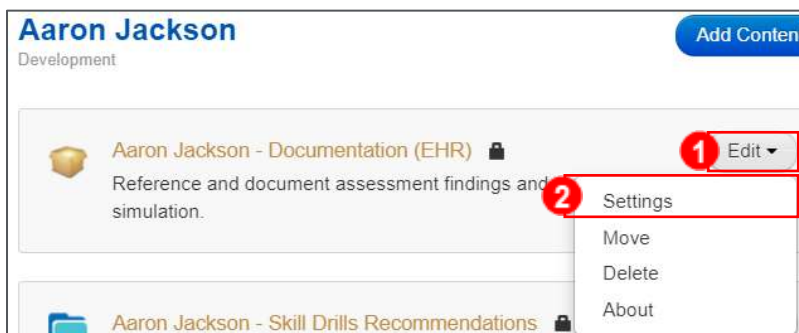 Aaron Jackson
Add Conten
Development
Aaron Jackson - Documentation (EHR)
1
Edit
Reference and document assessment findings and
2
Settings
simulation.
Move
Delete
About
Aaron Jackson - Skill Drills Recommendations